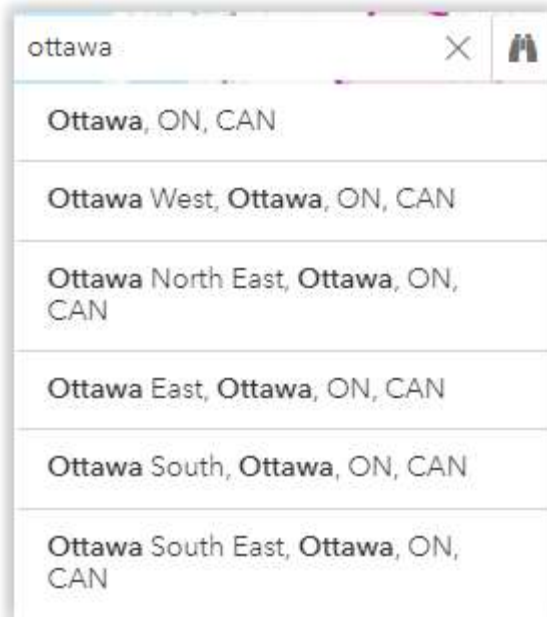 ottawa
Ottawa, ON, CAN
Ottawa West, Ottawa, ON, CAN
Ottawa North East, Ottawa, ON,
CAN
Ottawa East, Ottawa, ON, CAN
Ottawa South, Ottawa, ON, CAN
Ottawa South East, Ottawa, ON,
CAN